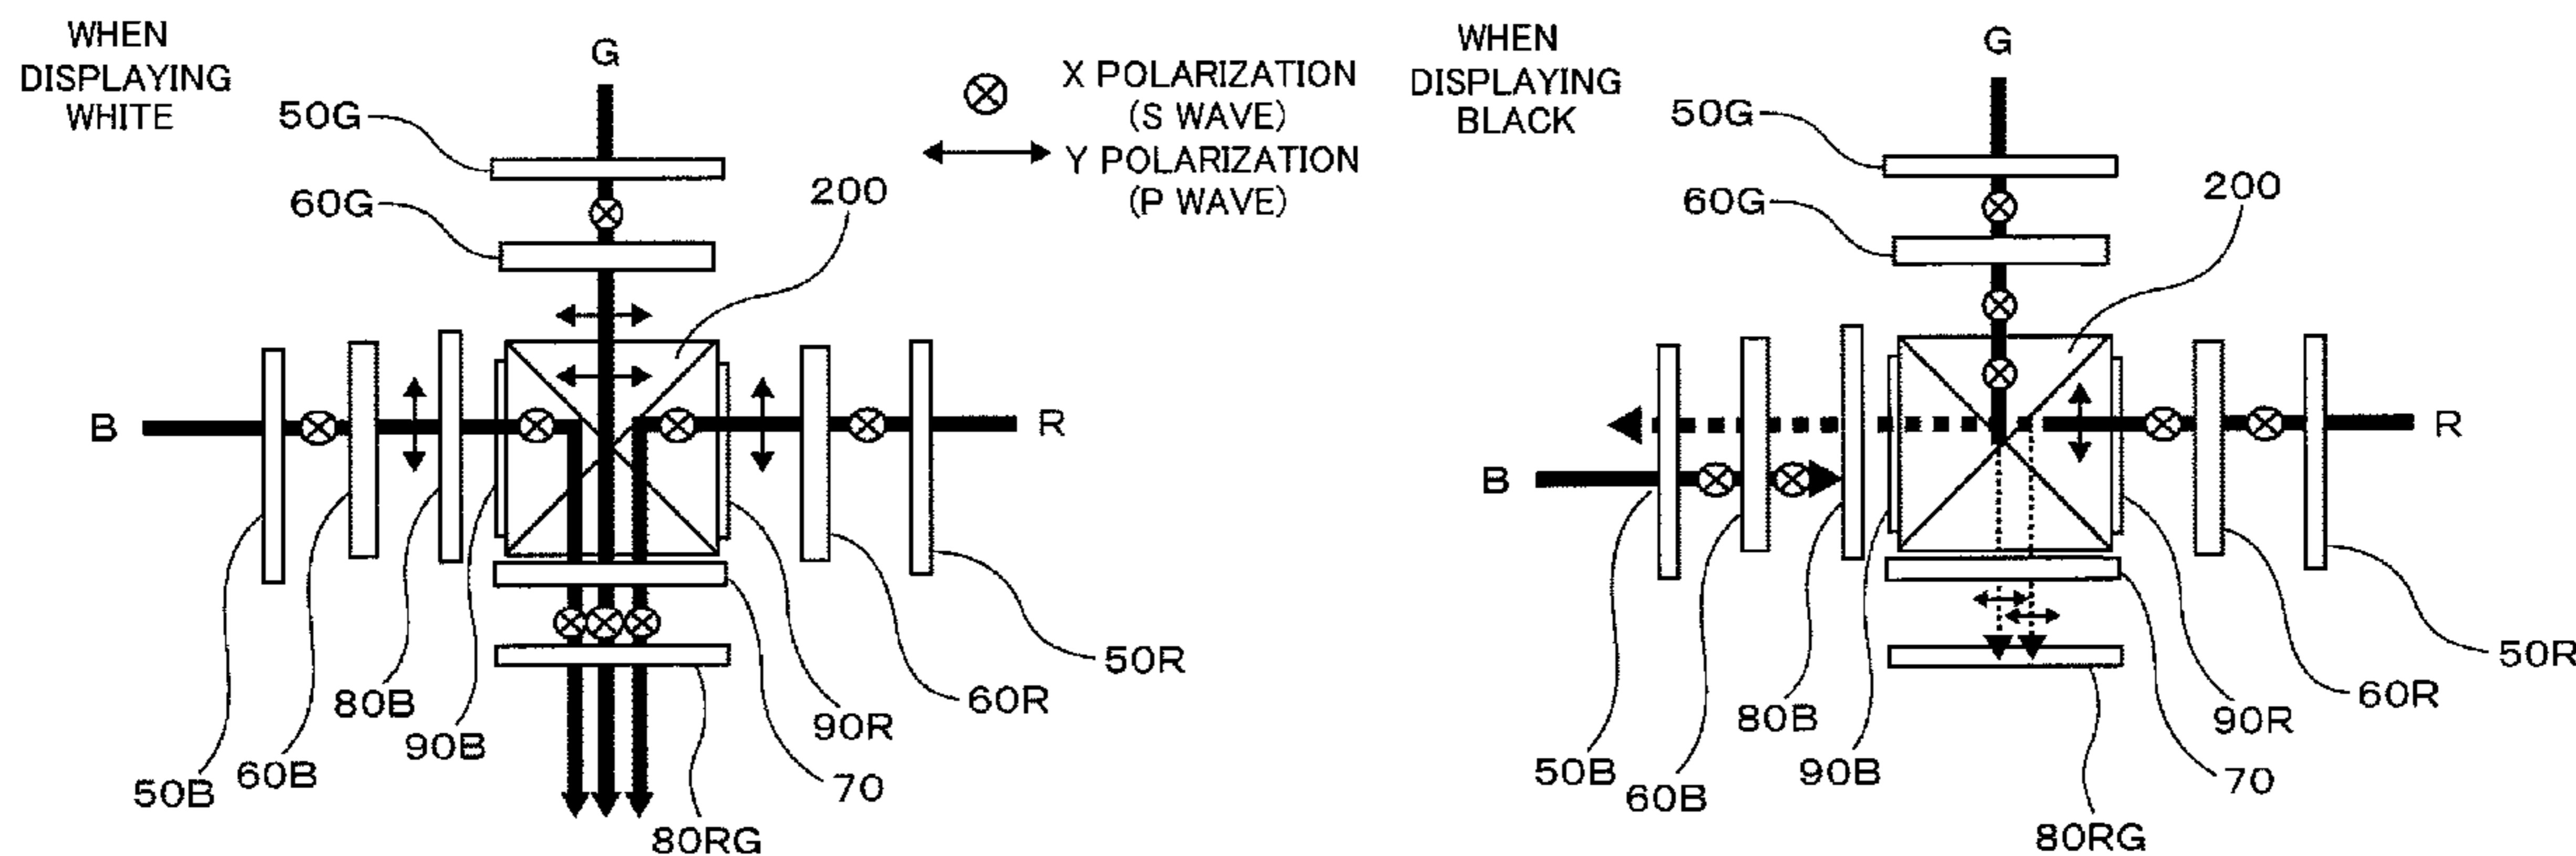 WHEN
DISPLAYING
WHITE
G
50G
60G
200
X POLARIZATION
(S WAVE)
Y POLARIZATION
(P WAVE)
B
R
50B
60B
80B
90B
80RG
70
90R
60R
50R
WHEN
DISPLAYING
BLACK
G
50G
60G
200
B
R
50B
60B
80B
90B
80RG
70
90R
60R
50R